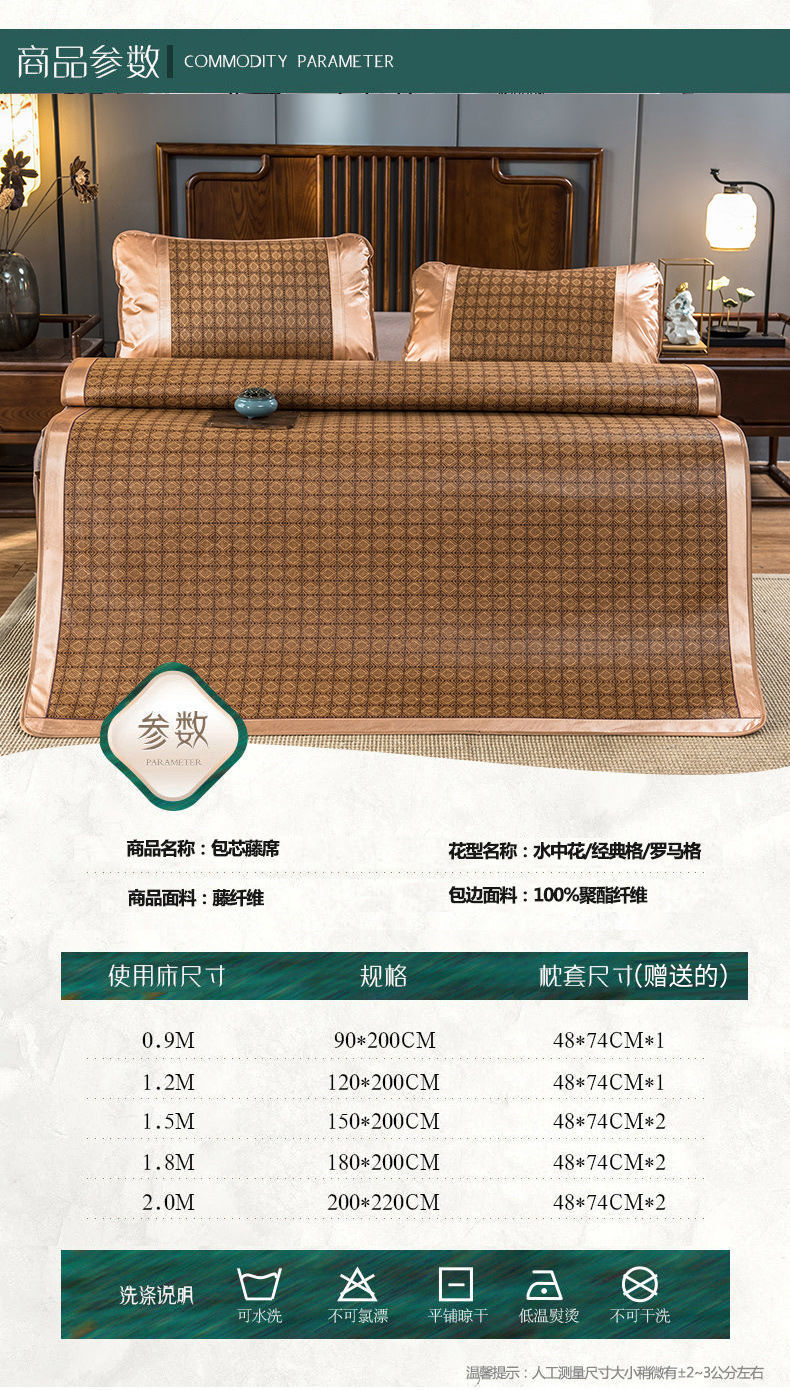 商品参数 COMMODITY PARAMETER
参数
PARAMETER
商品名称：包芯藤席 花型名称：水中花/经典格/罗马格
商品面料：藤纤维 包边面料：100%聚酯纤维
使用床尺寸 规格 枕套尺寸(赠送的)
0.9M 90*200CM 48*74CM*1
1.2M 120*200CM 48*74CM*1
1.5M 150*200CM 48*74CM*2
1.8M 180*200CM 48*74CM*2
2.0M 200*220CM 48*74CM*2
洗涤说明 可水洗 不可氯漂 平铺晾干 低温熨烫 不可干洗
温馨提示：人工测量尺寸大小稍微有±2~3公分左右